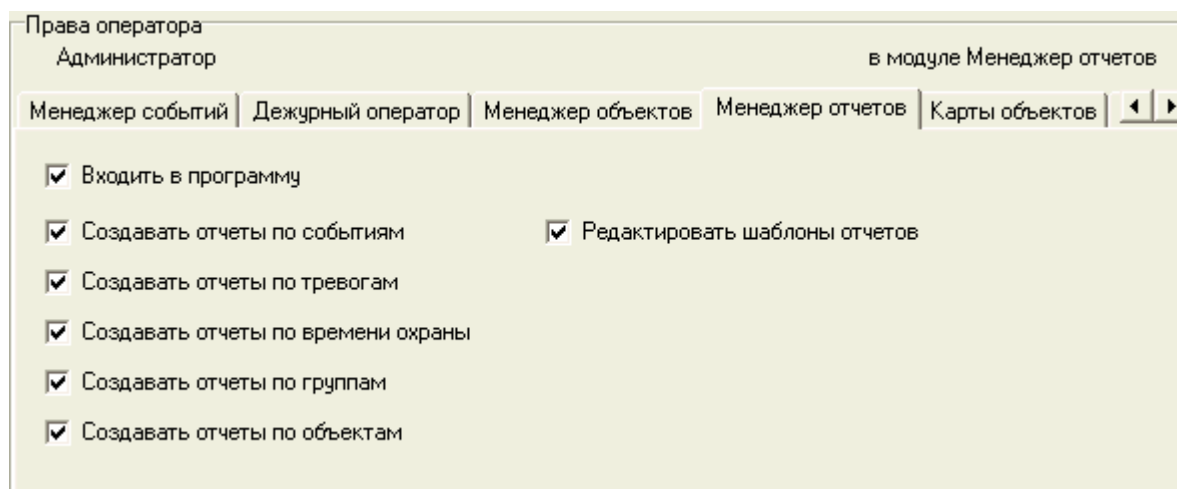 Права оператора
Администратор в модуле Менеджер отчетов
Менеджер событий Дежурный оператор Менеджер объектов Менеджер отчетов Карты объектов
Входить в программу
Создавать отчеты по событиям Редактировать шаблоны отчетов
Создавать отчеты по тревогам
Создавать отчеты по времени охраны
Создавать отчеты по группам
Создавать отчеты по объектам